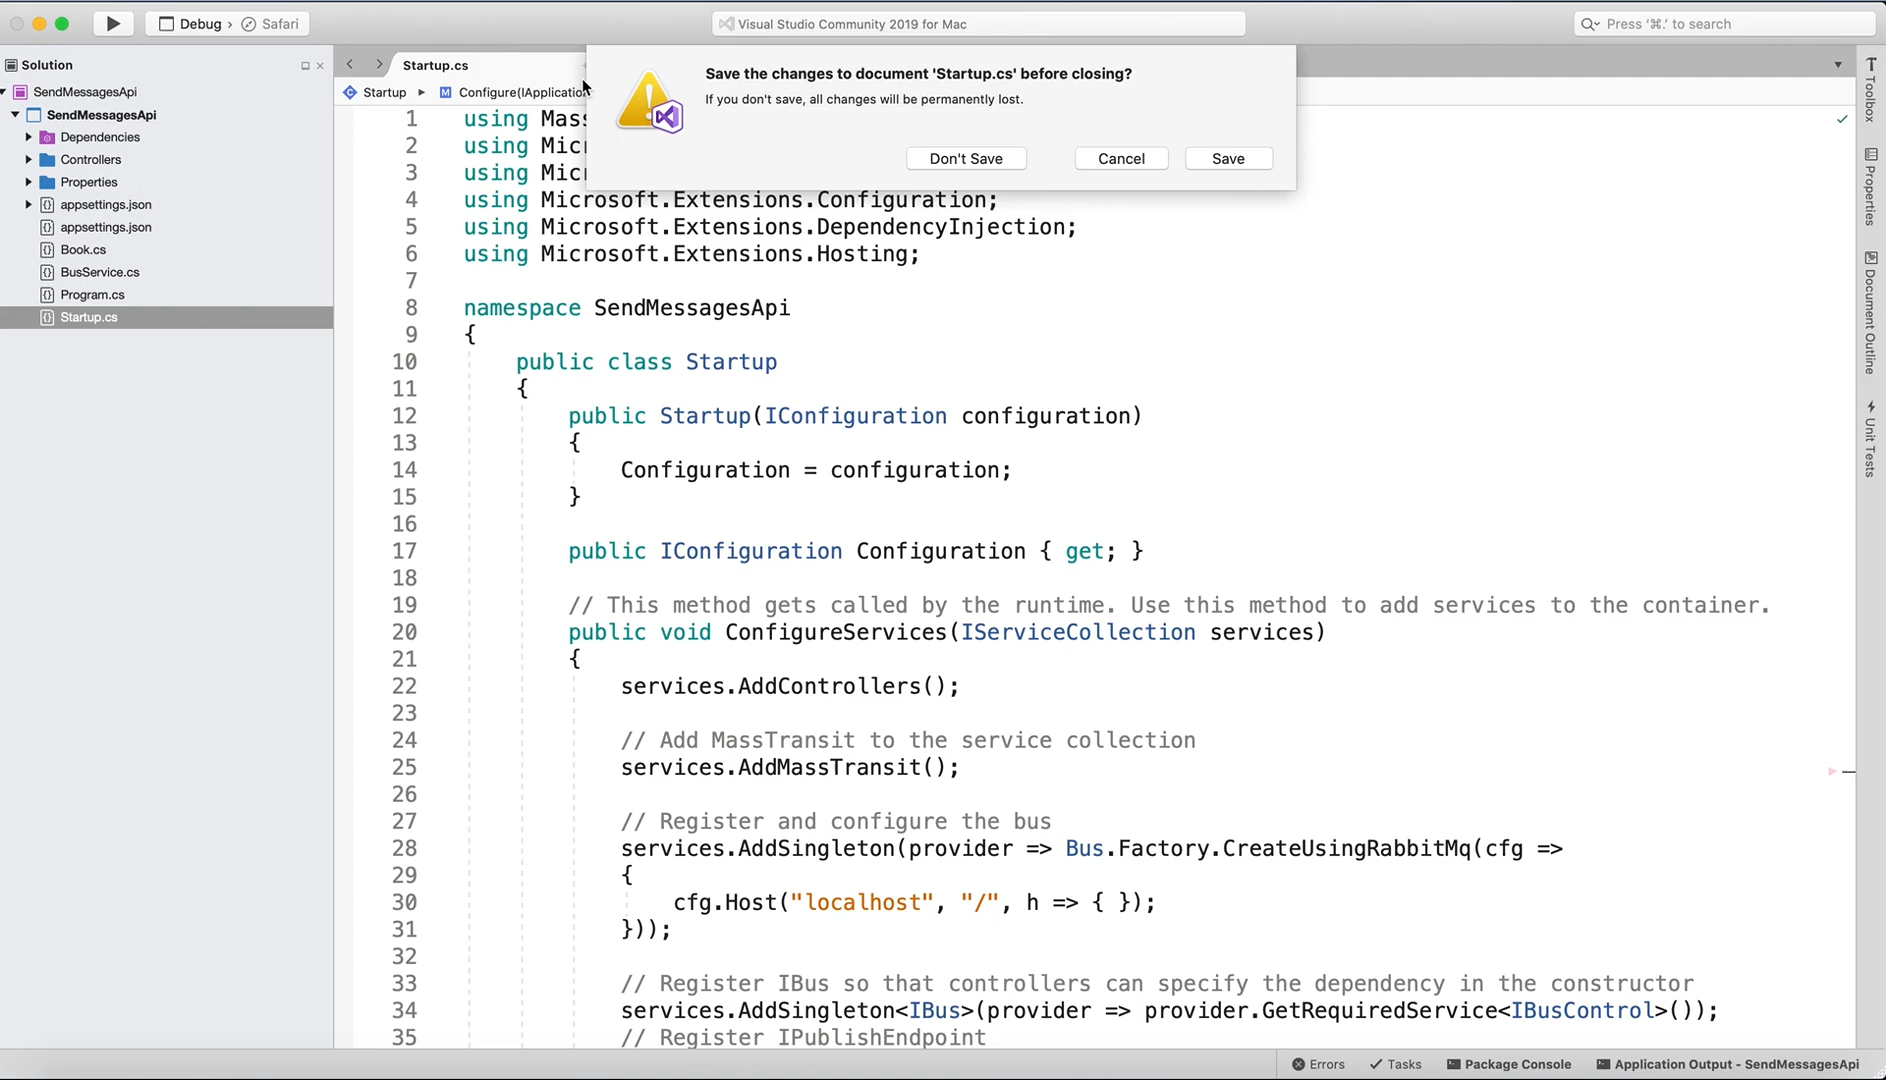 Debug › Safari
Visual Studio Community 2019 for Mac
Press ‘⌘.’ to search
Solution
SendMessagesApi
SendMessagesApi
Dependencies
Controllers
Properties
appsettings.json
appsettings.json
Book.cs
BusService.cs
Program.cs
Startup.cs
Startup.cs
Startup
M Configure(IApplication
Save the changes to document 'Startup.cs' before closing?
If you don't save, all changes will be permanently lost.
Don't Save
Cancel
Save
1 using Mass
2 using Mic
3 using Mic
4 using Microsoft.Extensions.Configuration;
5 using Microsoft.Extensions.DependencyInjection;
6 using Microsoft.Extensions.Hosting;
7
8 namespace SendMessagesApi
9 {
10 public class Startup
11 {
12 public Startup(IConfiguration configuration)
13 {
14 Configuration = configuration;
15 }
16
17 public IConfiguration Configuration { get; }
18
19 // This method gets called by the runtime. Use this method to add services to the container.
20 public void ConfigureServices(IServiceCollection services)
21 {
22 services.AddControllers();
23
24 // Add MassTransit to the service collection
25 services.AddMassTransit();
26
27 // Register and configure the bus
28 services.AddSingleton(provider => Bus.Factory.CreateUsingRabbitMq(cfg =>
29 {
30 cfg.Host("localhost", "/", h => { });
31 }));
32
33 // Register IBus so that controllers can specify the dependency in the constructor
34 services.AddSingleton<IBus>(provider => provider.GetRequiredService<IBusControl>());
35 // Register IPublishEndpoint
Toolbox
Properties
Document Outline
Unit Tests
Errors
Tasks
Package Console
Application Output - SendMessagesApi